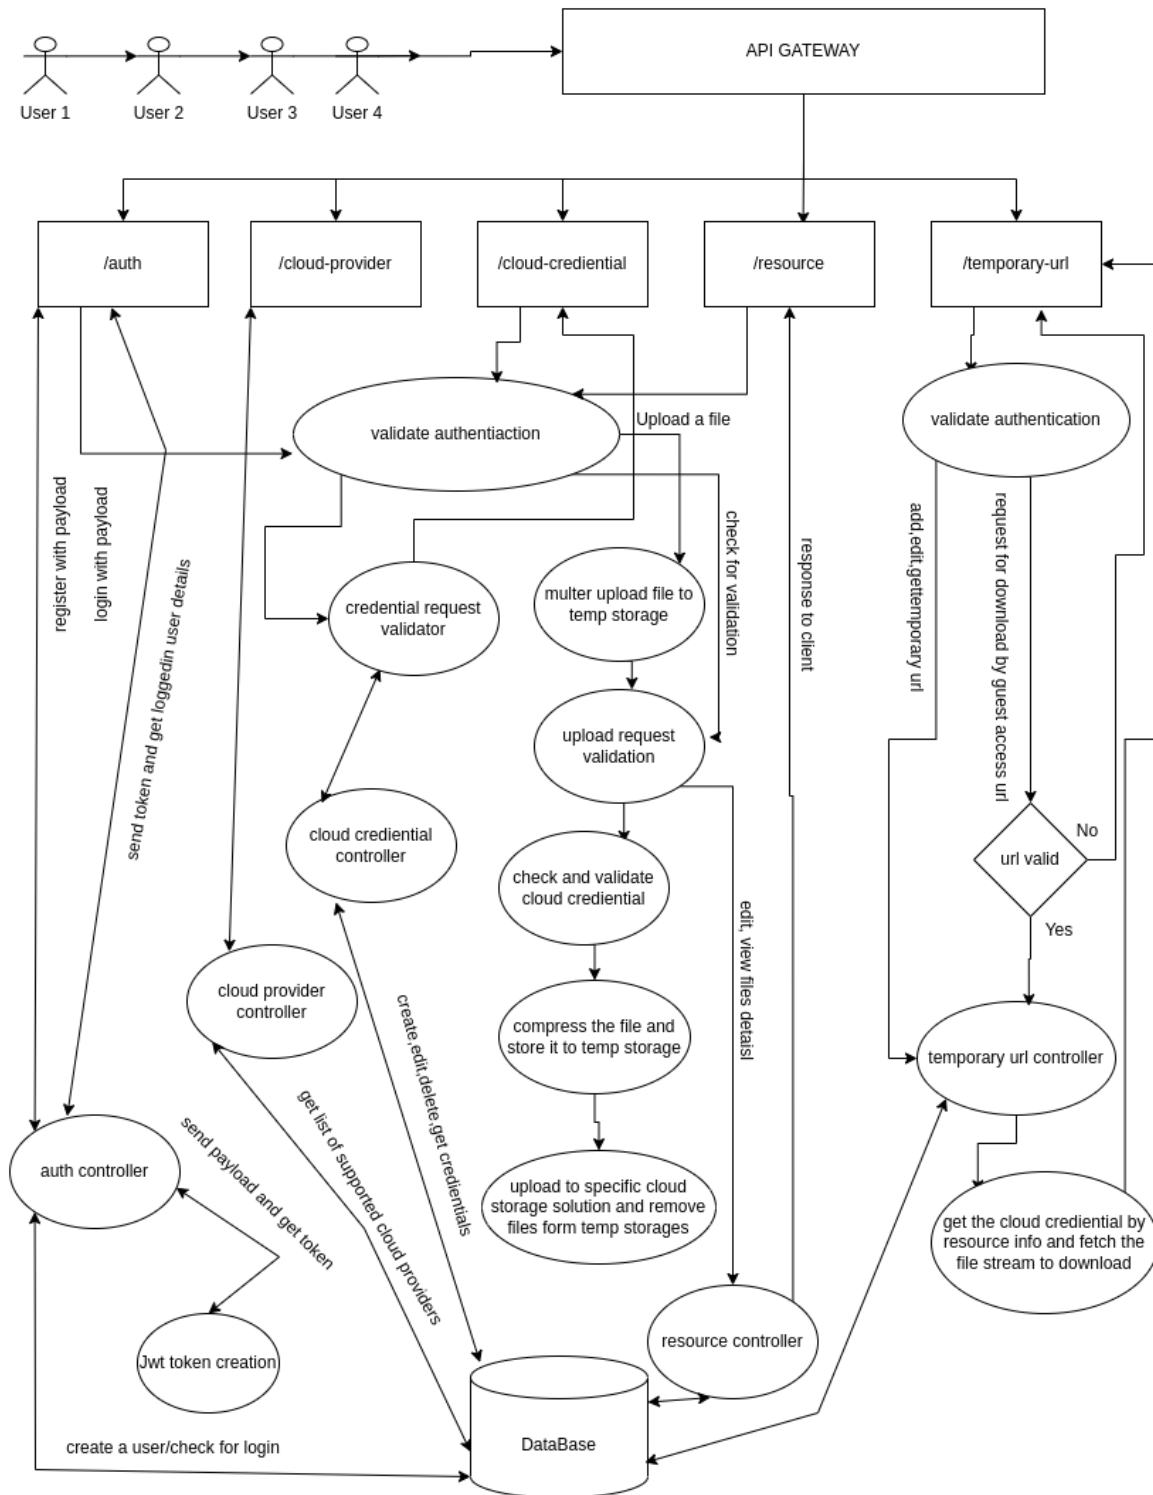 API GATEWAY
User 1
User 2
User 3
User 4
/auth
/cloud-provider
/cloud-crediential
/resource
/temporary-url
validate authentiaction
Upload a file
validate authentication
register with payload
login with payload
send token and get loggedin user details
check for validation
response to client
add,edit,gettemporary url
request for download by guest access url
credential request
validator
multer upload file to
temp storage
upload request
validation
cloud crediential
controller
check and validate
cloud credential
url valid
No
Yes
edit, view files detaisl
cloud provider
controller
compress the file and
store it to temp storage
temporary url controller
create,edit,delete,get credentials
get list of supported cloud providers
send payload and get token
auth controller
upload to specific cloud
storage solution and remove
files form temp storages
get the cloud crediential by
resource info and fetch the
file stream to download
resource controller
Jwt token creation
DataBase
create a user/check for login